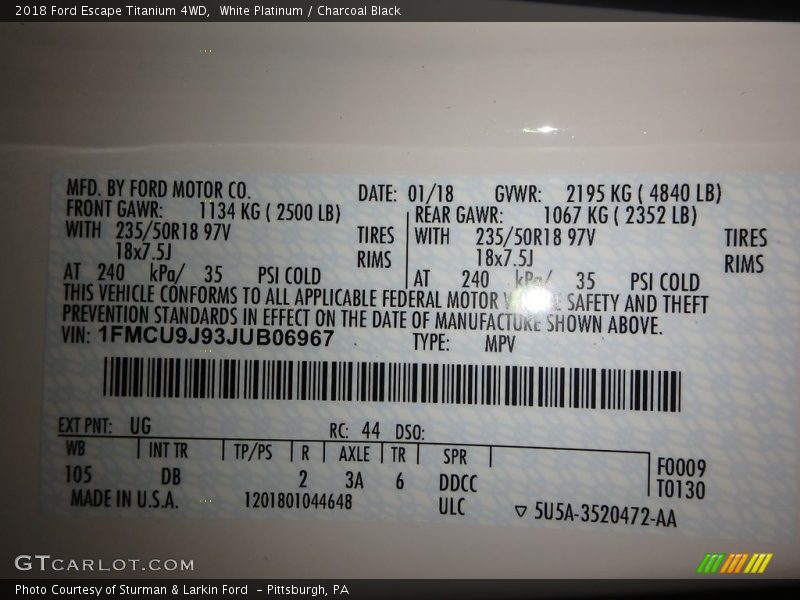 2018 Ford Escape Titanium 4WD, White Platinum / Charcoal Black
MFD. BY FORD MOTOR CO. DATE: 01/18 GVWR: 2195 KG ( 4840 LB)
FRONT GAWR: 1134 KG ( 2500 LB) REAR GAWR: 1067 KG ( 2352 LB)
WITH 235/50R18 97V TIRES WITH 235/50R18 97V TIRES
18x7.5J RIMS 18x7.5J RIMS
AT 240 kPa/ 35 PSI COLD AT 240 kPa/ 35 PSI COLD
THIS VEHICLE CONFORMS TO ALL APPLICABLE FEDERAL MOTOR SAFETY AND THEFT
PREVENTION STANDARDS IN EFFECT ON THE DATE OF MANUFACTURE SHOWN ABOVE.
VIN: 1FMCU9J93JUB06967 TYPE: MPV
EXT PNT: UG RC: 44 DSO:
WB INT TR TP/PS R AXLE TR SPR F0009
105 DB 2 3A 6 DDCC T0130
MADE IN U.S.A. 1201801044648 ULC ▽ 5U5A-3520472-AA
GTCARLOT.COM
Photo Courtesy of Sturman & Larkin Ford - Pittsburgh, PA